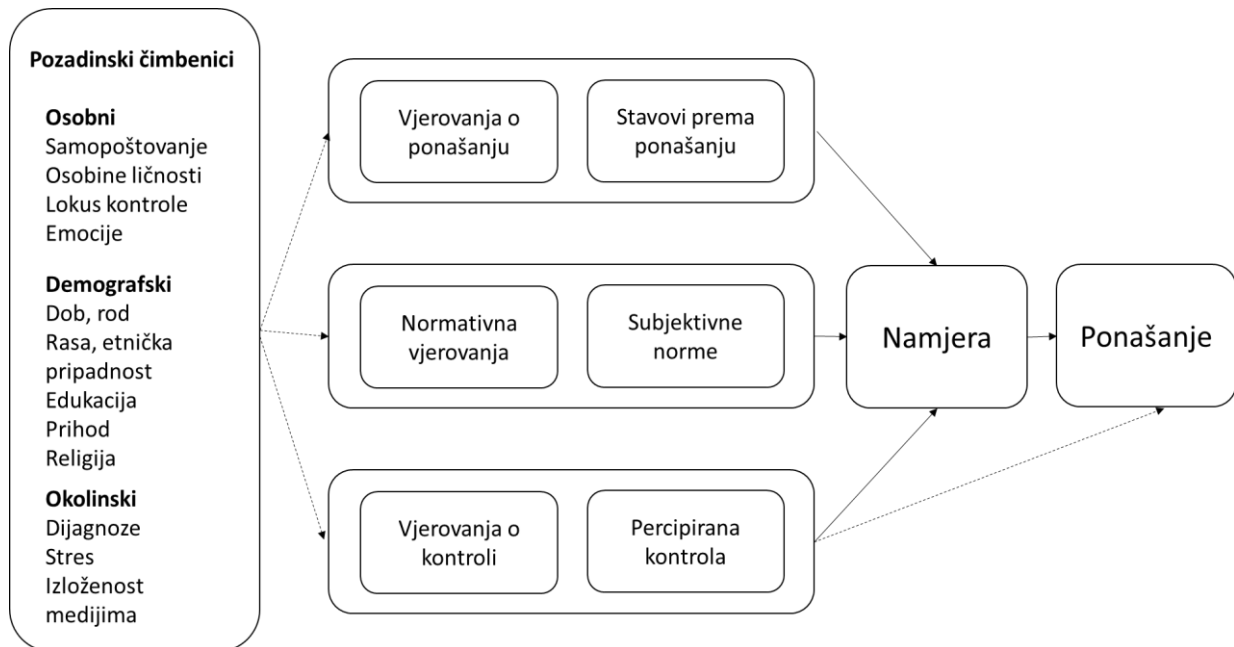 Pozadinski čimbenici
Osobni
Samopoštovanje
Osobine ličnosti
Lokus kontrole
Emocije
Demografski
Dob, rod
Rasa, etnička
pripadnost
Edukacija
Prihod
Religija
Okolinski
Dijagnoze
Stres
Izloženost
medijima
Vjerovanja o
ponašanju
Stavovi prema
ponašanju
Normativna
vjerovanja
Subjektivne
norme
Vjerovanja o
kontroli
Percipirana
kontrola
Namjera
Ponašanje